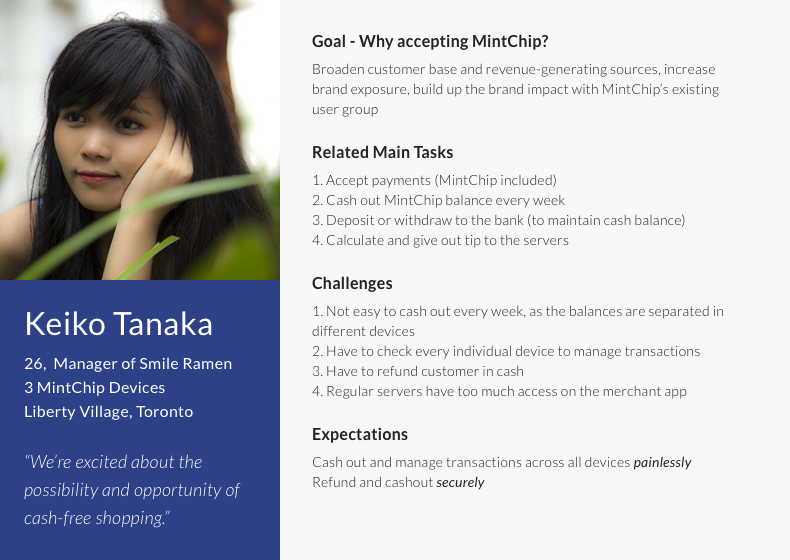 Keiko Tanaka
26,  Manager of Smile Ramen
3 MintChip Devices
Liberty Village, Toronto
“We’re excited about the
possibility and opportunity of
cash-free shopping.”
Goal - Why accepting MintChip?
Broaden customer base and revenue-generating sources, increase
brand exposure, build up the brand impact with MintChip’s existing
user group
Related Main Tasks
1. Accept payments (MintChip included)
2. Cash out MintChip balance every week
3. Deposit or withdraw to the bank (to maintain cash balance)
4. Calculate and give out tip to the servers
Challenges
1. Not easy to cash out every week, as the balances are separated in
different devices
2. Have to check every individual device to manage transactions
3. Have to refund customer in cash
4. Regular servers have too much access on the merchant app
Expectations
Cash out and manage transactions across all devices painlessly
Refund and cashout securely